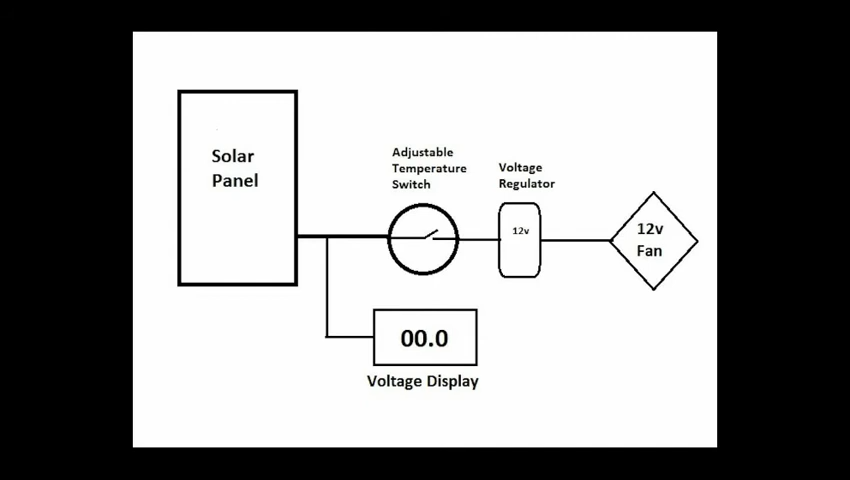 Solar
Panel
Adjustable
Temperature
Switch
Voltage
Regulator
12v
12v
Fan
00.0
Voltage Display